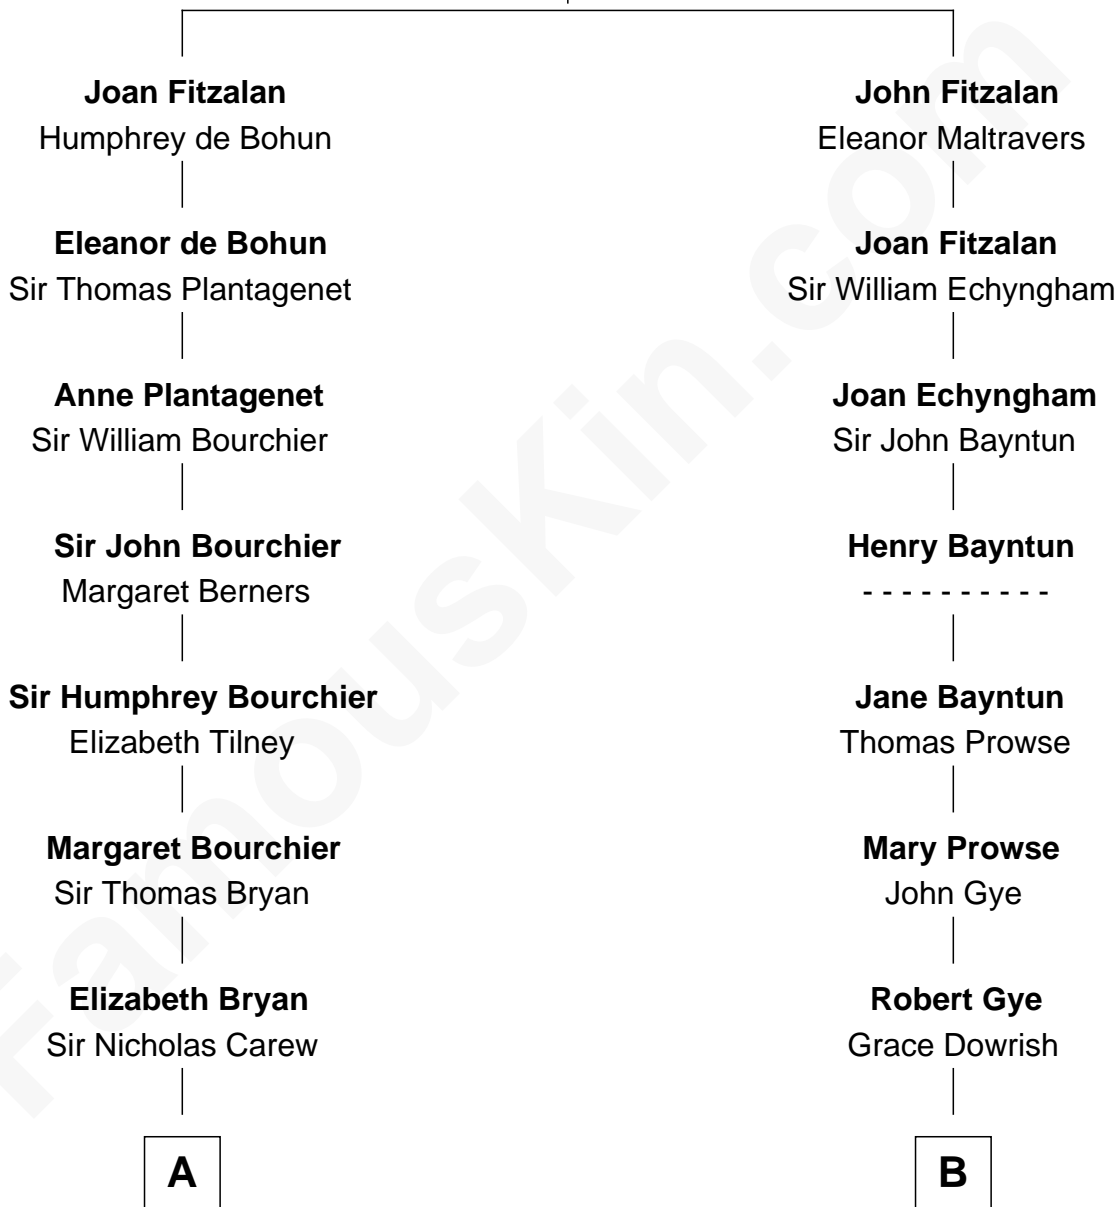 Joan Fitzalan
Humphrey de Bohun
Eleanor de Bohun
Sir Thomas Plantagenet
Anne Plantagenet
Sir William Bourchier
Sir John Bourchier
Margaret Berners
Sir Humphrey Bourchier
Elizabeth Tilney
Margaret Bourchier
Sir Thomas Bryan
Elizabeth Bryan
Sir Nicholas Carew
A
John Fitzalan
Eleanor Maltravers
Joan Fitzalan
Sir William Echyngham
Joan Echyngham
Sir John Bayntun
Henry Bayntun
- - - - - - - - - -
Jane Bayntun
Thomas Prowse
Mary Prowse
John Gye
Robert Gye
Grace Dowrish
B
FamousKin.com